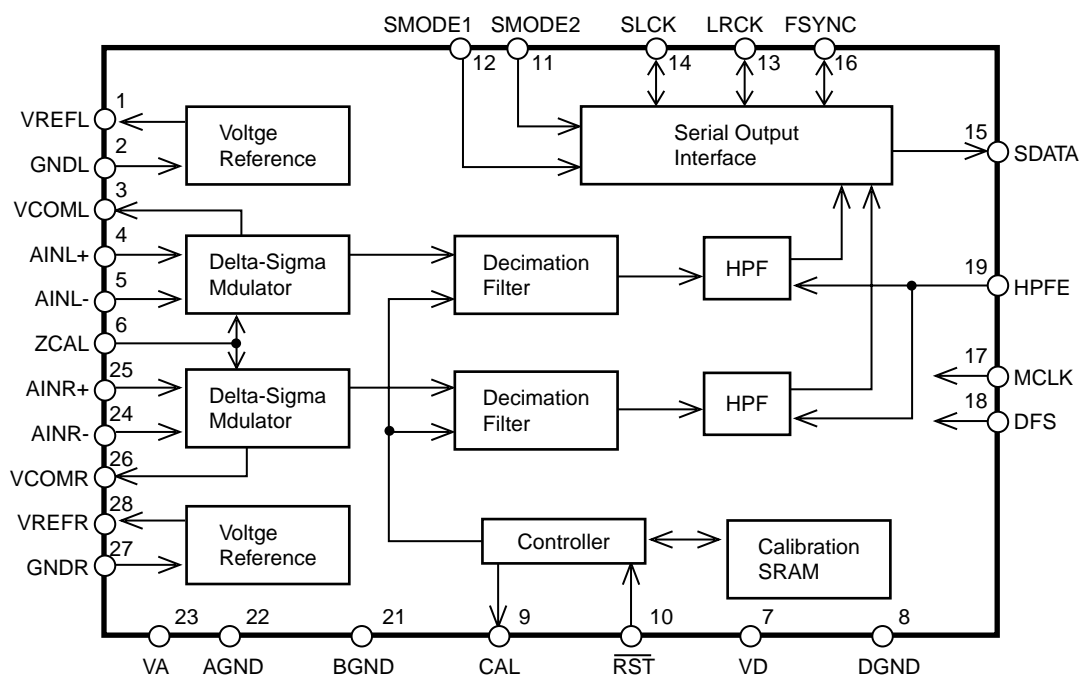 SMODE1 SMODE2 SLCK LRCK FSYNC
12 11 14 13 16
1
VREFL
Voltge
Reference
2
GNDL
Serial Output
Interface
15
SDATA
3
VCOML
4
AINL+
Delta-Sigma
Mdulator
Decimation
Filter
HPF
5
AINL-
19
HPFE
6
ZCAL
25
AINR+
Delta-Sigma
Mdulator
Decimation
Filter
HPF
17
MCLK
24
AINR-
18
DFS
26
VCOMR
28
VREFR
Voltge
Reference
Controller
Calibration
SRAM
27
GNDR
23 22 21 9 10 7 8
VA AGND BGND CAL RST VD DGND